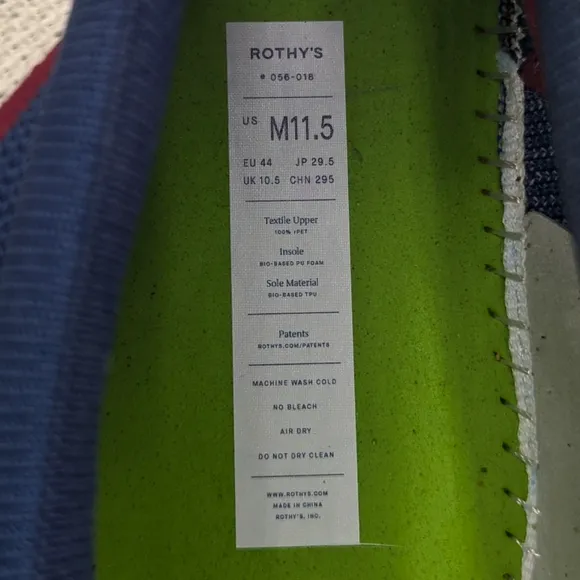 ROTHY'S
# 056-018
US M11.5
EU 44 JP 29.5
UK 10.5 CHN 295
Textile Upper
100% rPET
Insole
BIO-BASED PU FOAM
Sole Material
BIO-BASED TPU
Patents
ROTHYS.COM/PATENTS
MACHINE WASH COLD
NO BLEACH
AIR DRY
DO NOT DRY CLEAN
WWW.ROTHYS.COM
MADE IN CHINA
ROTHY'S, INC.